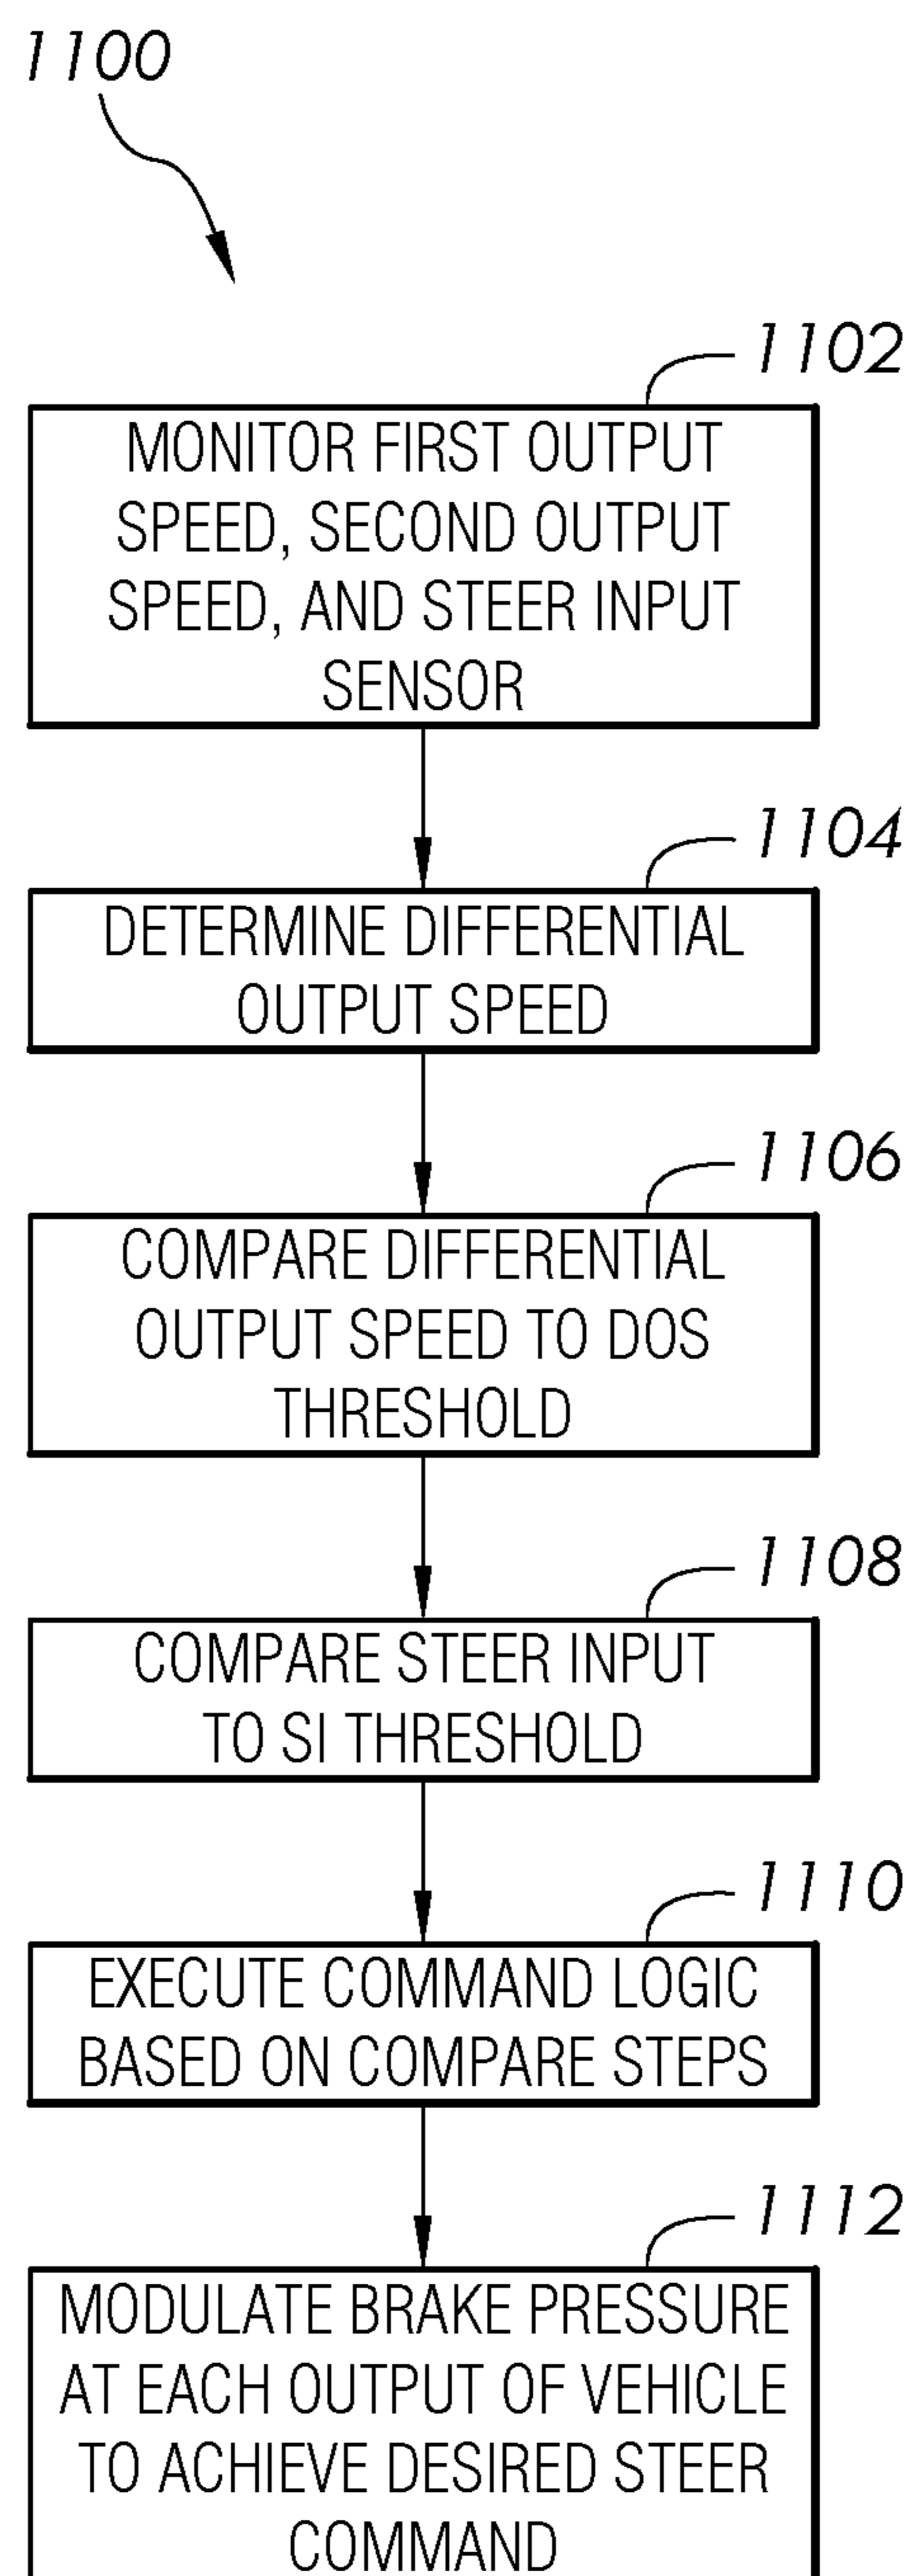 1100
1102
MONITOR FIRST OUTPUT
SPEED, SECOND OUTPUT
SPEED, AND STEER INPUT
SENSOR
1104
DETERMINE DIFFERENTIAL
OUTPUT SPEED
1106
COMPARE DIFFERENTIAL
OUTPUT SPEED TO DOS
THRESHOLD
1108
COMPARE STEER INPUT
TO SI THRESHOLD
1110
EXECUTE COMMAND LOGIC
BASED ON COMPARE STEPS
1112
MODULATE BRAKE PRESSURE
AT EACH OUTPUT OF VEHICLE
TO ACHIEVE DESIRED STEER
COMMAND